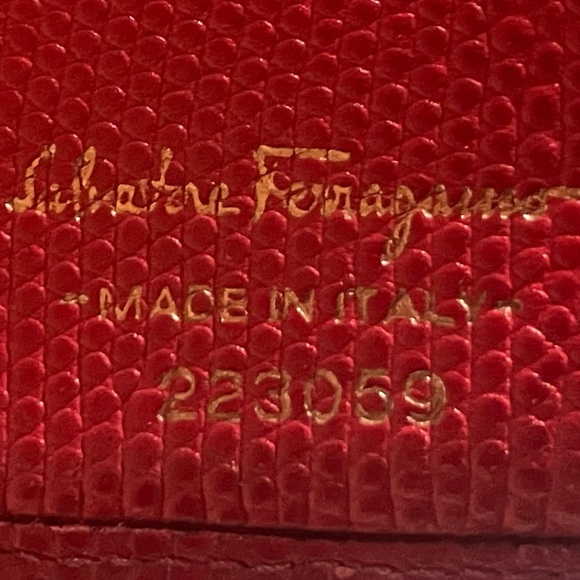 Salvatore Ferragamo
-MADE IN ITALY-
223059